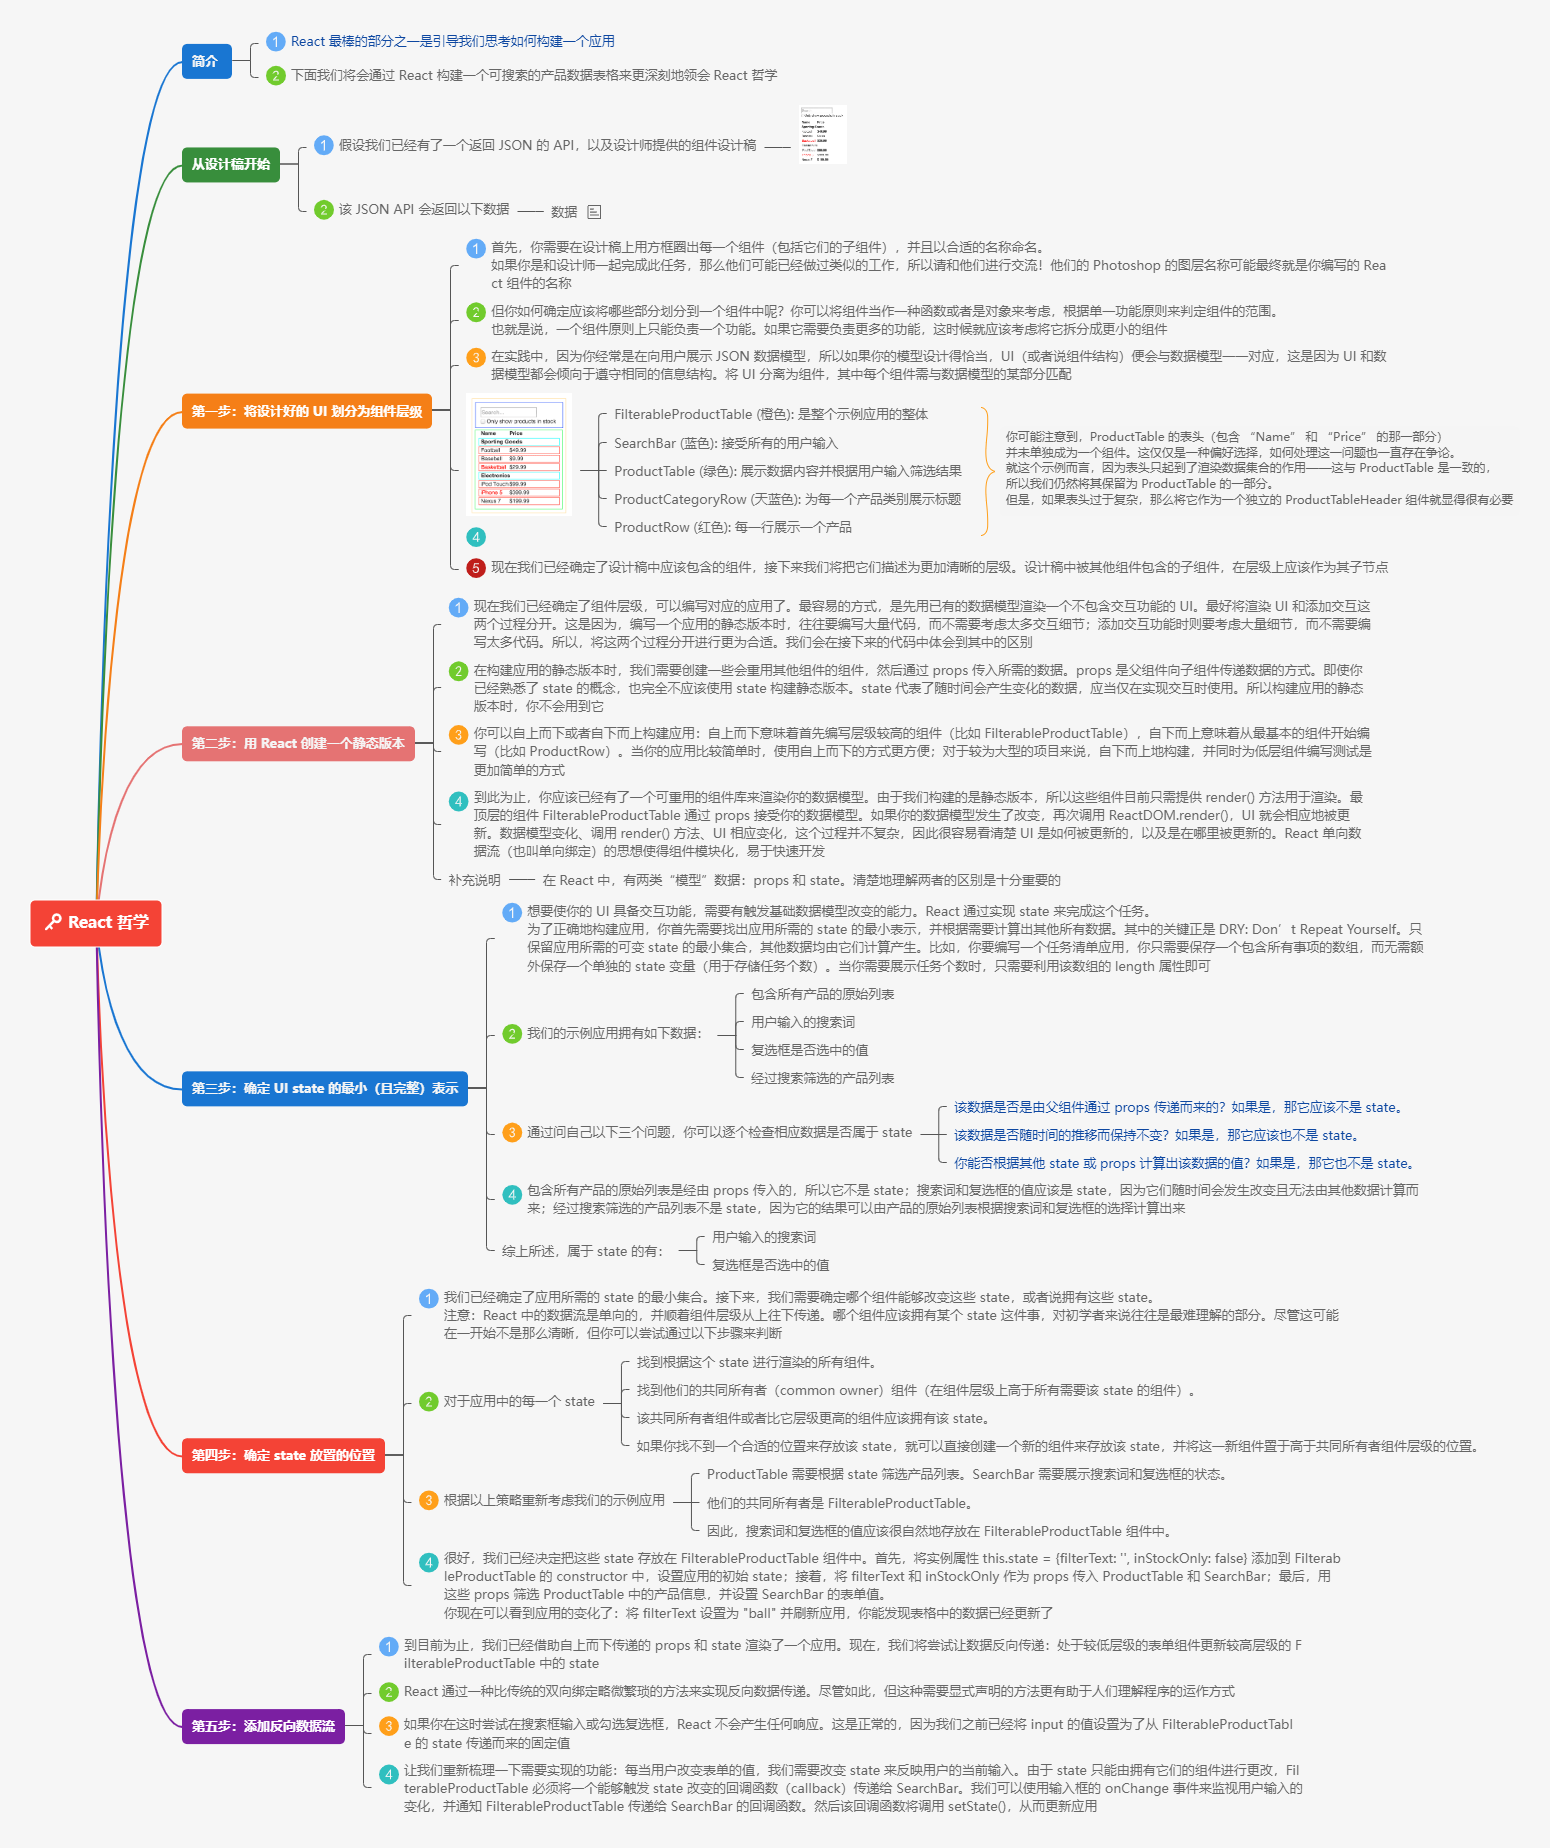 React 哲学
简介
1
React 最棒的部分之一是引导我们思考如何构建一个应用
2
下面我们将会通过 React 构建一个可搜索的产品数据表格来更深刻地领会 React 哲学
从设计稿开始
1
假设我们已经有了一个返回 JSON 的 API，以及设计师提供的组件设计稿
2
该 JSON API 会返回以下数据
数据
第一步：将设计好的 UI 划分为组件层级
1
首先，你需要在设计稿上用方框圈出每一个组件（包括它们的子组件），并且以合适的名称命名。
如果你是和设计师一起完成此任务，那么他们可能已经做过类似的工作，所以请和他们进行交流！他们的 Photoshop 的图层名称可能最终就是你编写的 Rea
ct 组件的名称
2
但你如何确定应该将哪些部分划分到一个组件中呢？你可以将组件当作一种函数或者是对象来考虑，根据单一功能原则来判定组件的范围。
也就是说，一个组件原则上只能负责一个功能。如果它需要负责更多的功能，这时候就应该考虑将它拆分成更小的组件
3
在实践中，因为你经常是在向用户展示 JSON 数据模型，所以如果你的模型设计得恰当，UI（或者说组件结构）便会与数据模型一一对应，这是因为 UI 和数
据模型都会倾向于遵守相同的信息结构。将 UI 分离为组件，其中每个组件需与数据模型的某部分匹配
4
Search...
Only show products in stock
Name Price
Sporting Goods
Football $49.99
Baseball $9.99
Basketball $29.99
Electronics
iPod Touch $99.99
iPhone 5 $399.99
Nexus 7 $199.99
FilterableProductTable (橙色): 是整个示例应用的整体
SearchBar (蓝色): 接受所有的用户输入
ProductTable (绿色): 展示数据内容并根据用户输入筛选结果
ProductCategoryRow (天蓝色): 为每一个产品类别展示标题
ProductRow (红色): 每一行展示一个产品
你可能注意到，ProductTable 的表头（包含 “Name” 和 “Price” 的那一部分）
并未单独成为一个组件。这仅仅是一种偏好选择，如何处理这一问题也一直存在争论。
就这个示例而言，因为表头只起到了渲染数据集合的作用——这与 ProductTable 是一致的，
所以我们仍然将其保留为 ProductTable 的一部分。
但是，如果表头过于复杂，那么将它作为一个独立的 ProductTableHeader 组件就显得很有必要
5
现在我们已经确定了设计稿中应该包含的组件，接下来我们将把它们描述为更加清晰的层级。设计稿中被其他组件包含的子组件，在层级上应该作为其子节点
第二步：用 React 创建一个静态版本
1
现在我们已经确定了组件层级，可以编写对应的应用了。最容易的方式，是先用已有的数据模型渲染一个不包含交互功能的 UI。最好将渲染 UI 和添加交互这
两个过程分开。这是因为，编写一个应用的静态版本时，往往要编写大量代码，而不需要考虑太多交互细节；添加交互功能时则要考虑大量细节，而不需要编
写太多代码。所以，将这两个过程分开进行更为合适。我们会在接下来的代码中体会到其中的区别
2
在构建应用的静态版本时，我们需要创建一些会重用其他组件的组件，然后通过 props 传入所需的数据。props 是父组件向子组件传递数据的方式。即使你
已经熟悉了 state 的概念，也完全不应该使用 state 构建静态版本。state 代表了随时间会产生变化的数据，应当仅在实现交互时使用。所以构建应用的静态
版本时，你不会用到它
3
你可以自上而下或者自下而上构建应用：自上而下意味着首先编写层级较高的组件（比如 FilterableProductTable），自下而上意味着从最基本的组件开始编
写（比如 ProductRow）。当你的应用比较简单时，使用自上而下的方式更方便；对于较为大型的项目来说，自下而上地构建，并同时为低层组件编写测试是
更加简单的方式
4
到此为止，你应该已经有了一个可重用的组件库来渲染你的数据模型。由于我们构建的是静态版本，所以这些组件目前只需提供 render() 方法用于渲染。最
顶层的组件 FilterableProductTable 通过 props 接受你的数据模型。如果你的数据模型发生了改变，再次调用 ReactDOM.render()，UI 就会相应地被更
新。数据模型变化、调用 render() 方法、UI 相应变化，这个过程并不复杂，因此很容易看清楚 UI 是如何被更新的，以及是在哪里被更新的。React 单向数
据流（也叫单向绑定）的思想使得组件模块化，易于快速开发
补充说明
在 React 中，有两类“模型”数据：props 和 state。清楚地理解两者的区别是十分重要的
第三步：确定 UI state 的最小（且完整）表示
1
想要使你的 UI 具备交互功能，需要有触发基础数据模型改变的能力。React 通过实现 state 来完成这个任务。
为了正确地构建应用，你首先需要找出应用所需的 state 的最小表示，并根据需要计算出其他所有数据。其中的关键正是 DRY: Don’t Repeat Yourself。只
保留应用所需的可变 state 的最小集合，其他数据均由它们计算产生。比如，你要编写一个任务清单应用，你只需要保存一个包含所有事项的数组，而无需额
外保存一个单独的 state 变量（用于存储任务个数）。当你需要展示任务个数时，只需要利用该数组的 length 属性即可
2
我们的示例应用拥有如下数据：
包含所有产品的原始列表
用户输入的搜索词
复选框是否选中的值
经过搜索筛选的产品列表
3
通过问自己以下三个问题，你可以逐个检查相应数据是否属于 state
该数据是否是由父组件通过 props 传递而来的？如果是，那它应该不是 state。
该数据是否随时间的推移而保持不变？如果是，那它应该也不是 state。
你能否根据其他 state 或 props 计算出该数据的值？如果是，那它也不是 state。
4
包含所有产品的原始列表是经由 props 传入的，所以它不是 state；搜索词和复选框的值应该是 state，因为它们随时间会发生改变且无法由其他数据计算而
来；经过搜索筛选的产品列表不是 state，因为它的结果可以由产品的原始列表根据搜索词和复选框的选择计算出来
综上所述，属于 state 的有：
用户输入的搜索词
复选框是否选中的值
第四步：确定 state 放置的位置
1
我们已经确定了应用所需的 state 的最小集合。接下来，我们需要确定哪个组件能够改变这些 state，或者说拥有这些 state。
注意：React 中的数据流是单向的，并顺着组件层级从上往下传递。哪个组件应该拥有某个 state 这件事，对初学者来说往往是最难理解的部分。尽管这可能
在一开始不是那么清晰，但你可以尝试通过以下步骤来判断
2
对于应用中的每一个 state
找到根据这个 state 进行渲染的所有组件。
找到他们的共同所有者（common owner）组件（在组件层级上高于所有需要该 state 的组件）。
该共同所有者组件或者比它层级更高的组件应该拥有该 state。
如果你找不到一个合适的位置来存放该 state，就可以直接创建一个新的组件来存放该 state，并将这一新组件置于高于共同所有者组件层级的位置。
3
根据以上策略重新考虑我们的示例应用
ProductTable 需要根据 state 筛选产品列表。SearchBar 需要展示搜索词和复选框的状态。
他们的共同所有者是 FilterableProductTable。
因此，搜索词和复选框的值应该很自然地存放在 FilterableProductTable 组件中。
4
很好，我们已经决定把这些 state 存放在 FilterableProductTable 组件中。首先，将实例属性 this.state = {filterText: '', inStockOnly: false} 添加到 Filterab
leProductTable 的 constructor 中，设置应用的初始 state；接着，将 filterText 和 inStockOnly 作为 props 传入 ProductTable 和 SearchBar；最后，用
这些 props 筛选 ProductTable 中的产品信息，并设置 SearchBar 的表单值。
你现在可以看到应用的变化了：将 filterText 设置为 "ball" 并刷新应用，你能发现表格中的数据已经更新了
第五步：添加反向数据流
1
到目前为止，我们已经借助自上而下传递的 props 和 state 渲染了一个应用。现在，我们将尝试让数据反向传递：处于较低层级的表单组件更新较高层级的 F
ilterableProductTable 中的 state
2
React 通过一种比传统的双向绑定略微繁琐的方法来实现反向数据传递。尽管如此，但这种需要显式声明的方法更有助于人们理解程序的运作方式
3
如果你在这时尝试在搜索框输入或勾选复选框，React 不会产生任何响应。这是正常的，因为我们之前已经将 input 的值设置为了从 FilterableProductTabl
e 的 state 传递而来的固定值
4
让我们重新梳理一下需要实现的功能：每当用户改变表单的值，我们需要改变 state 来反映用户的当前输入。由于 state 只能由拥有它们的组件进行更改，Fil
terableProductTable 必须将一个能够触发 state 改变的回调函数（callback）传递给 SearchBar。我们可以使用输入框的 onChange 事件来监视用户输入的
变化，并通知 FilterableProductTable 传递给 SearchBar 的回调函数。然后该回调函数将调用 setState()，从而更新应用